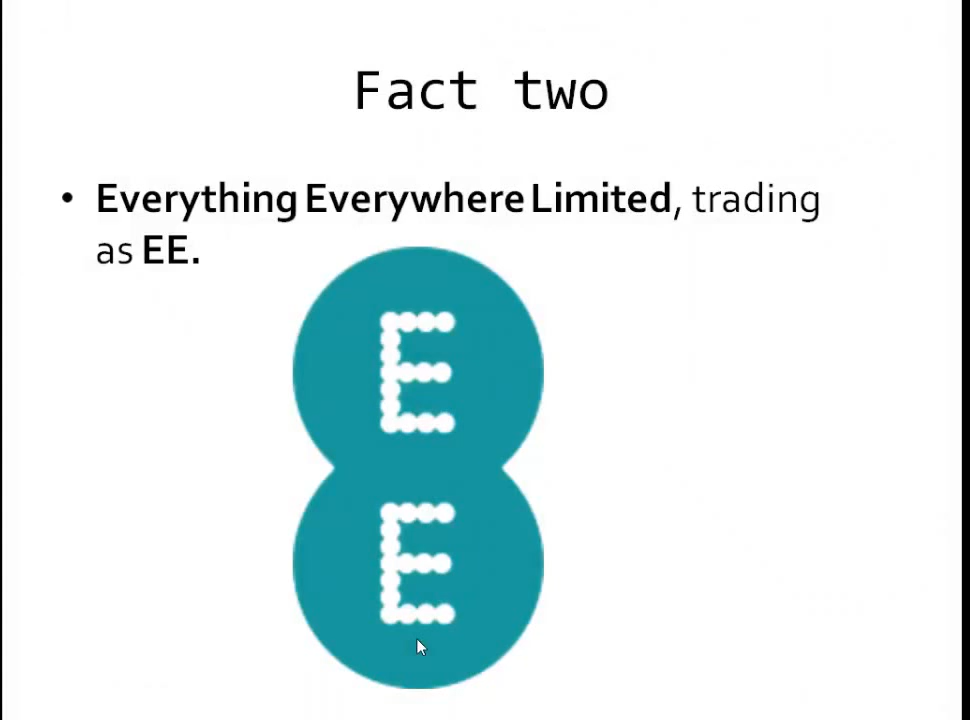 Fact two
• Everything Everywhere Limited, trading
as EE.
E
E